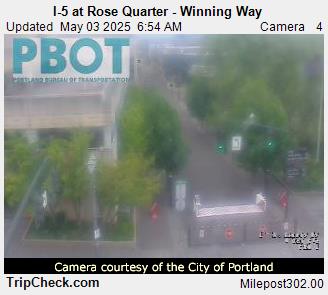 I-5 at Rose Quarter - Winning Way
Updated May 03 2025 6:54 AM Camera 4
PBOT
PORTLAND BUREAU OF TRANSPORTATION
Camera courtesy of the City of Portland
TripCheck.com Milepost302.00